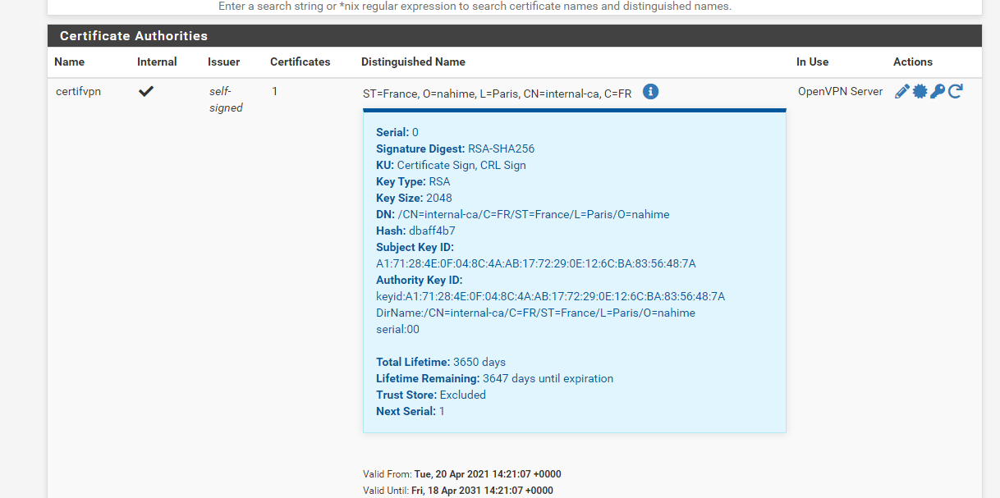 Enter a search string or *nix regular expression to search certificate names and distinguished names.
Certificate Authorities
Name Internal Issuer Certificates Distinguished Name In Use Actions
certifvpn self-signed 1 ST=France, O=nahime, L=Paris, CN=internal-ca, C=FR OpenVPN Server
Serial: 0
Signature Digest: RSA-SHA256
KU: Certificate Sign, CRL Sign
Key Type: RSA
Key Size: 2048
DN: /CN=internal-ca/C=FR/ST=France/L=Paris/O=nahime
Hash: dbaff4b7
Subject Key ID:
A1:71:28:4E:0F:04:8C:4A:AB:17:72:29:0E:12:6C:BA:83:56:48:7A
Authority Key ID:
keyid:A1:71:28:4E:0F:04:8C:4A:AB:17:72:29:0E:12:6C:BA:83:56:48:7A
DirName:/CN=internal-ca/C=FR/ST=France/L=Paris/O=nahime
serial:00
Total Lifetime: 3650 days
Lifetime Remaining: 3647 days until expiration
Trust Store: Excluded
Next Serial: 1
Valid From: Tue, 20 Apr 2021 14:21:07 +0000
Valid Until: Fri, 18 Apr 2031 14:21:07 +0000